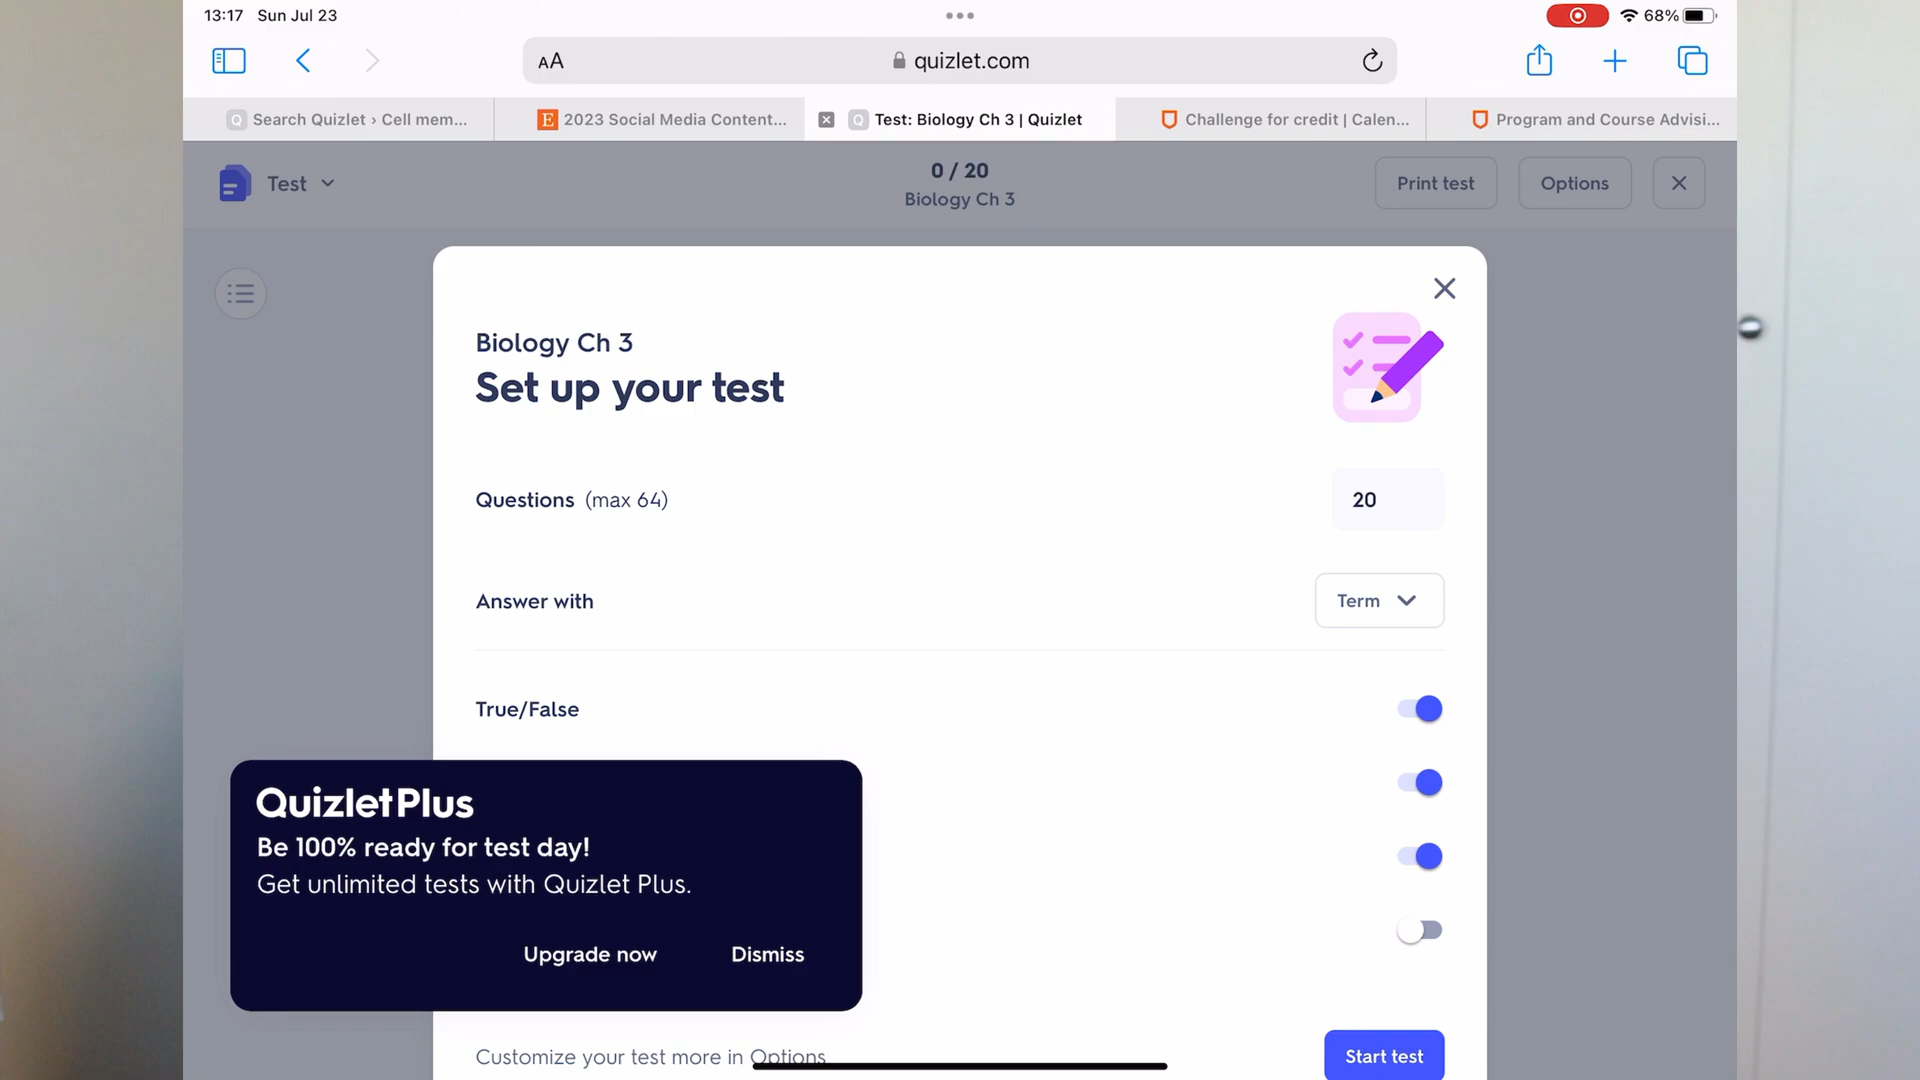 13:17 Sun Jul 23
68%
AA
quizlet.com
Q Search Quizlet › Cell mem...
E 2023 Social Media Content...
Q Test: Biology Ch 3 | Quizlet
Challenge for credit | Calen...
Program and Course Advisi...
Test
0 / 20
Biology Ch 3
Print test
Options
Biology Ch 3
Set up your test
Questions (max 64)
20
Answer with
Term
True/False
QuizletPlus
Be 100% ready for test day!
Get unlimited tests with Quizlet Plus.
Upgrade now
Dismiss
Customize your test more in Options
Start test